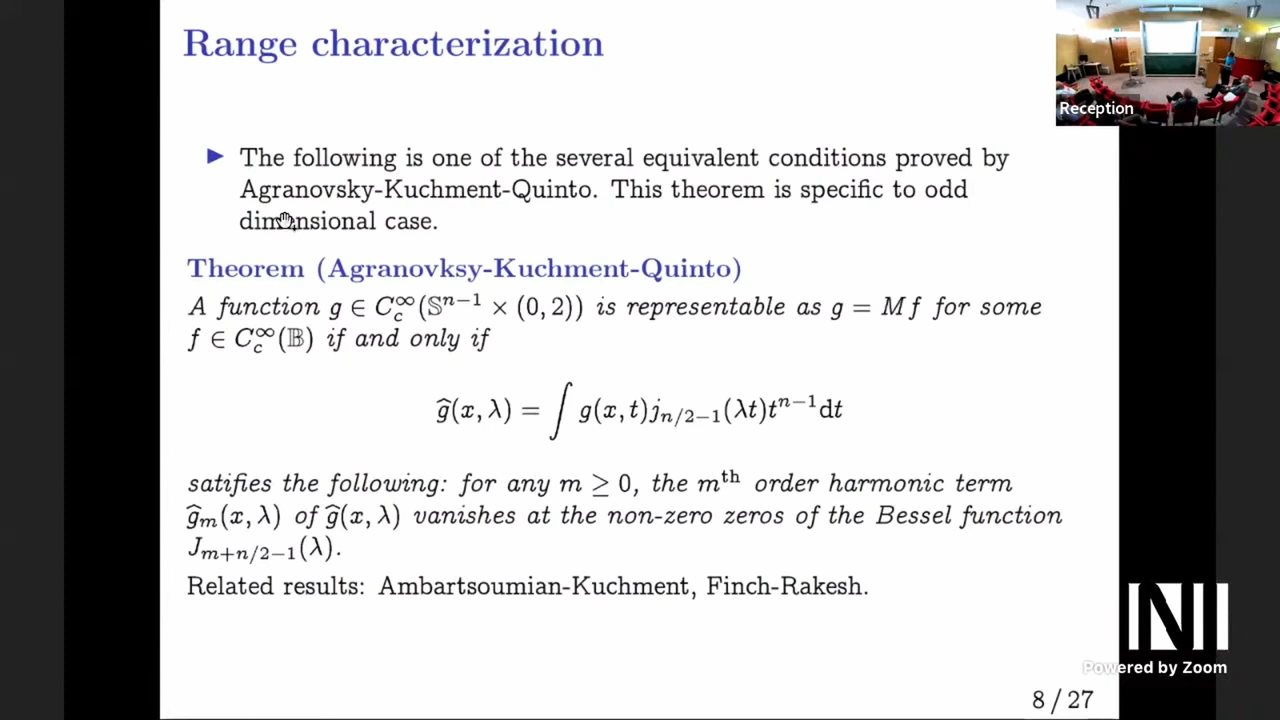 Range characterization
Reception
▶ The following is one of the several equivalent conditions proved by
Agranovsky-Kuchment-Quinto. This theorem is specific to odd
dimensional case.
Theorem (Agranovksy-Kuchment-Quinto)
A function g ∈ C_c^∞(𝕊^{n−1} × (0, 2)) is representable as g = Mf for some
f ∈ C_c^∞(𝔹) if and only if
ĝ(x, λ) = ∫ g(x, t) j_{n/2−1}(λt) t^{n−1} dt
satifies the following: for any m ≥ 0, the m^{th} order harmonic term
ĝ_m(x, λ) of ĝ(x, λ) vanishes at the non-zero zeros of the Bessel function
J_{m+n/2−1}(λ).
Related results: Ambartsoumian-Kuchment, Finch-Rakesh.
Powered by Zoom
8 / 27